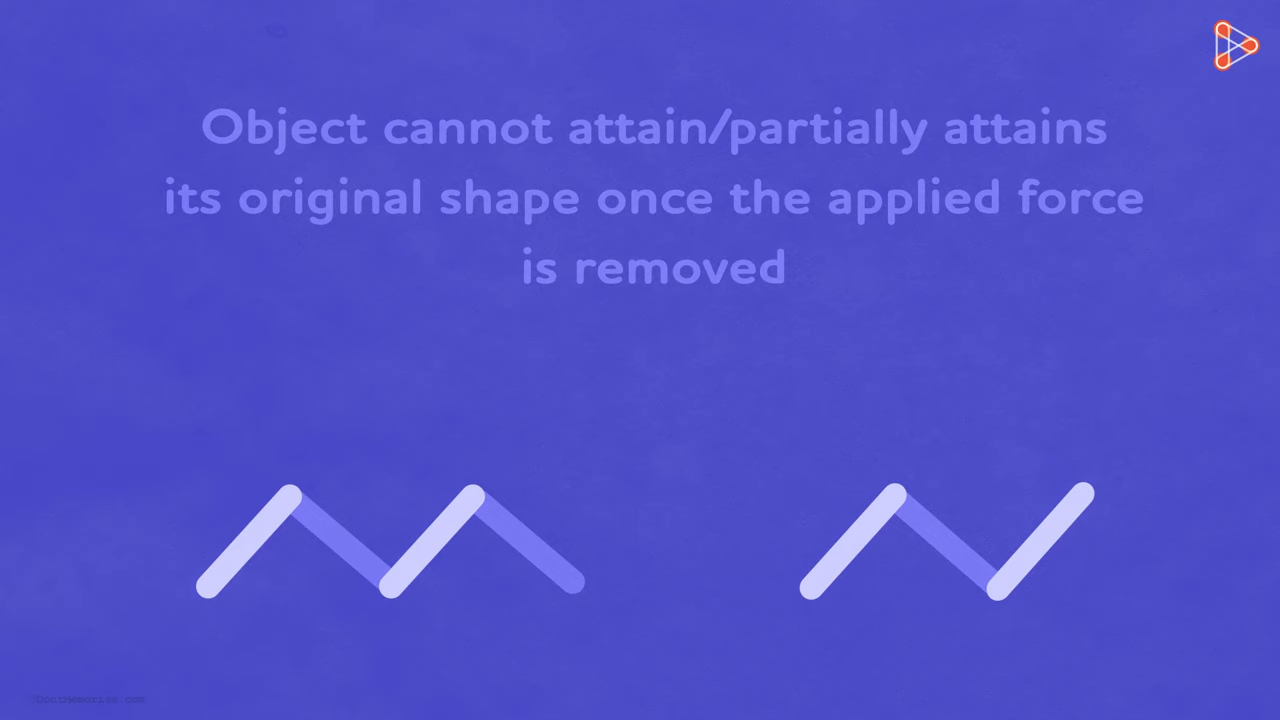 Object cannot attain/partially attains
its original shape once the applied force
is removed